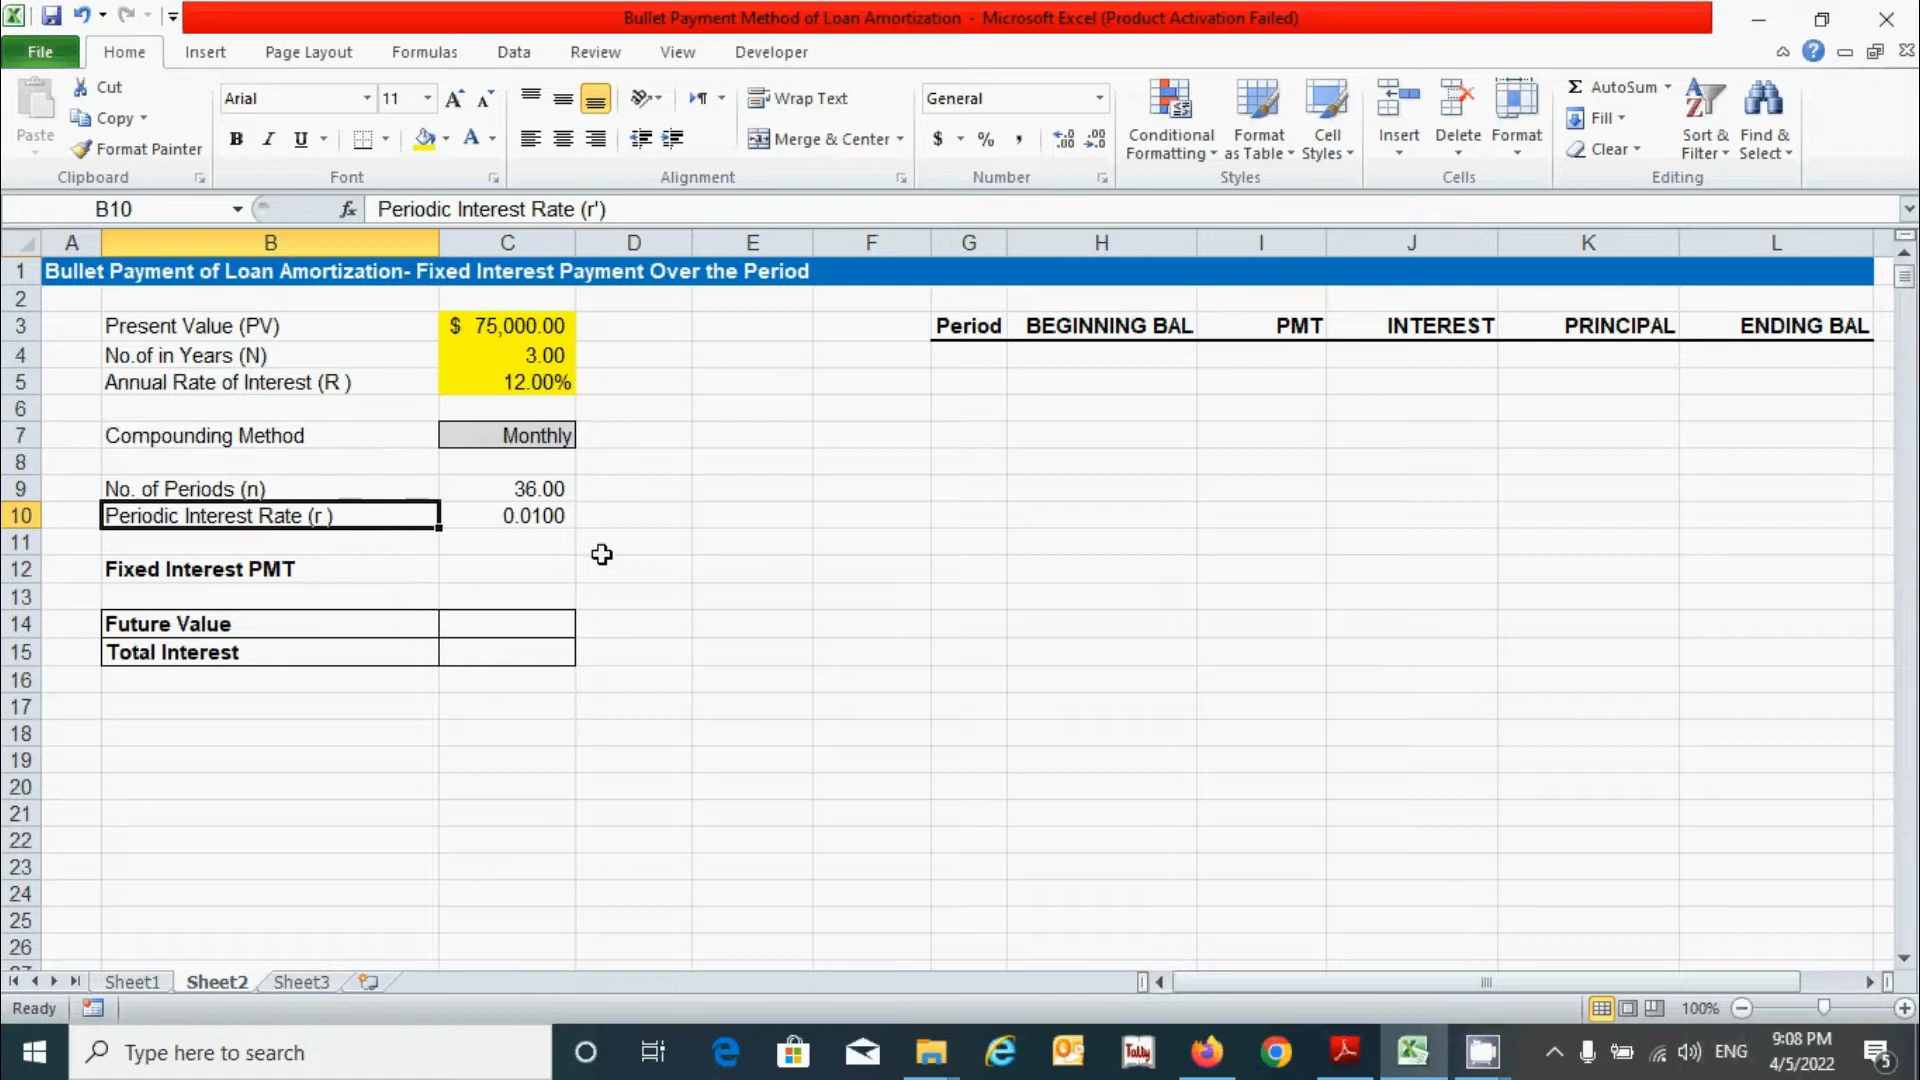 Bullet Payment Method of Loan Amortization - Microsoft Excel (Product Activation Failed)
File Home Insert Page Layout Formulas Data Review View Developer
Paste
Cut
Copy
Format Painter
Clipboard
Arial 11
B I U
Font
Wrap Text
Merge & Center
Alignment
General
$ % ,
Number
Conditional Formatting
Format as Table
Cell Styles
Styles
Insert Delete Format
Cells
Σ AutoSum
Fill
Clear
Sort & Filter
Find & Select
Editing
B10 fx Periodic Interest Rate (r')
A B C D E F G H I J K L
1 Bullet Payment of Loan Amortization- Fixed Interest Payment Over the Period
2
3 Present Value (PV) $ 75,000.00 Period BEGINNING BAL PMT INTEREST PRINCIPAL ENDING BAL
4 No.of in Years (N) 3.00
5 Annual Rate of Interest (R ) 12.00%
6
7 Compounding Method Monthly
8
9 No. of Periods (n) 36.00
10 Periodic Interest Rate (r ) 0.0100
11
12 Fixed Interest PMT
13
14 Future Value
15 Total Interest
16
17
18
19
20
21
22
23
24
25
26
Sheet1 Sheet2 Sheet3
Ready 100%
Type here to search
Tally
ENG
9:08 PM
4/5/2022
5